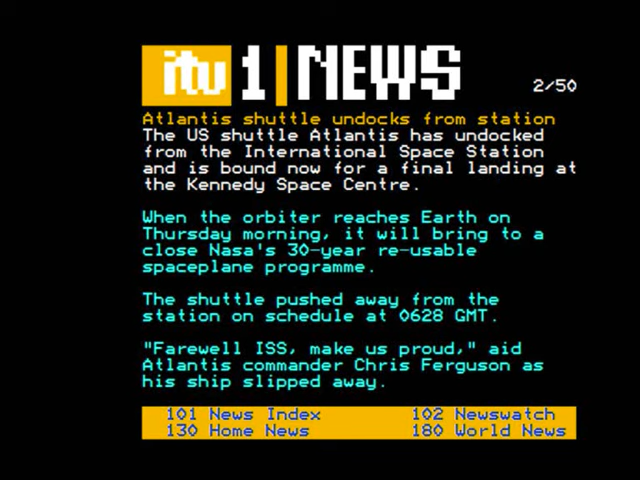 itv 1 NEWS
2/50
Atlantis shuttle undocks from station
The US shuttle Atlantis has undocked
from the International Space Station
and is bound now for a final landing at
the Kennedy Space Centre.
When the orbiter reaches Earth on
Thursday morning, it will bring to a
close Nasa's 30-year re-usable
spaceplane programme.
The shuttle pushed away from the
station on schedule at 0628 GMT.
"Farewell ISS, make us proud," aid
Atlantis commander Chris Ferguson as
his ship slipped away.
101 News Index 102 Newswatch
130 Home News 180 World News